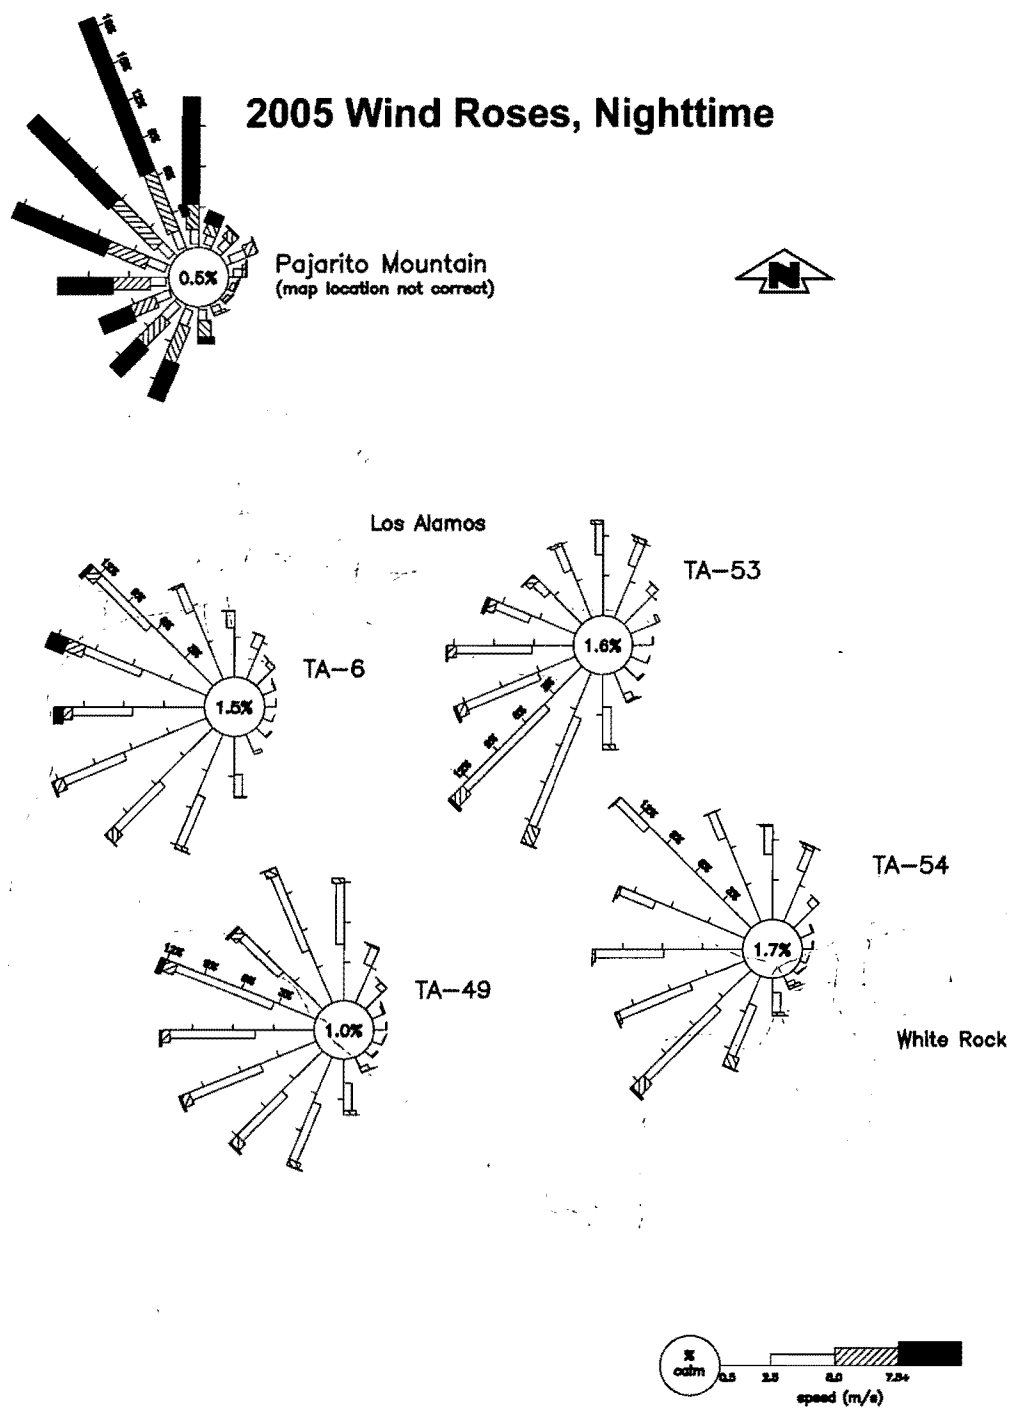 2005 Wind Roses, Nighttime
0.5%
Pajarito Mountain
(map location not correct)
N
Los Alamos
TA-53
1.6%
TA-6
1.5%
TA-54
1.7%
12%
TA-49
1.0%
White Rock
%
calm
0.5 2.5 5.0 7.5+
speed (m/s)